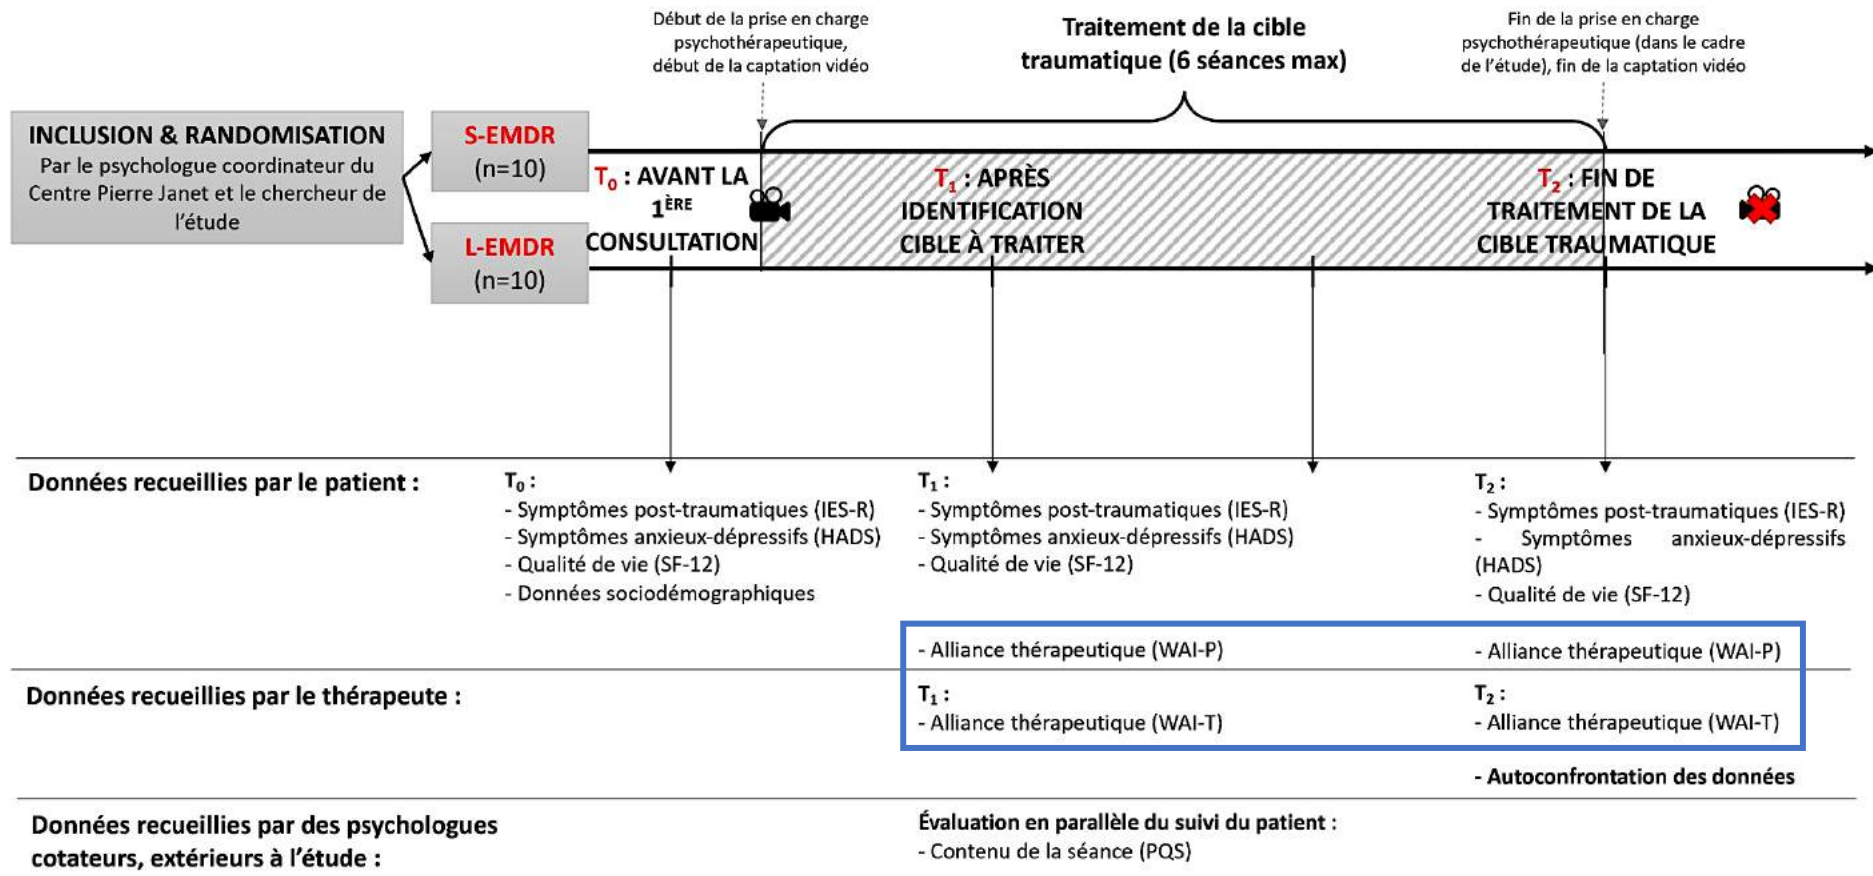 Début de la prise en charge
psychothérapeutique,
début de la captation vidéo
Traitement de la cible
traumatique (6 séances max)
Fin de la prise en charge
psychothérapeutique (dans le cadre
de l'étude), fin de la captation vidéo
INCLUSION & RANDOMISATION
Par le psychologue coordinateur du
Centre Pierre Janet et le chercheur de
l'étude
S-EMDR
(n=10)
L-EMDR
(n=10)
T₀ : AVANT LA
1ÈRE
CONSULTATION
T₁ : APRÈS
IDENTIFICATION
CIBLE À TRAITER
T₂ : FIN DE
TRAITEMENT DE LA
CIBLE TRAUMATIQUE
Données recueillies par le patient :
T₀ :
- Symptômes post-traumatiques (IES-R)
- Symptômes anxieux-dépressifs (HADS)
- Qualité de vie (SF-12)
- Données sociodémographiques
T₁ :
- Symptômes post-traumatiques (IES-R)
- Symptômes anxieux-dépressifs (HADS)
- Qualité de vie (SF-12)
- Alliance thérapeutique (WAI-P)
T₂ :
- Symptômes post-traumatiques (IES-R)
- Symptômes anxieux-dépressifs
(HADS)
- Qualité de vie (SF-12)
- Alliance thérapeutique (WAI-P)
Données recueillies par le thérapeute :
T₁ :
- Alliance thérapeutique (WAI-T)
T₂ :
- Alliance thérapeutique (WAI-T)
- Autoconfrontation des données
Données recueillies par des psychologues
cotateurs, extérieurs à l'étude :
Évaluation en parallèle du suivi du patient :
- Contenu de la séance (PQS)